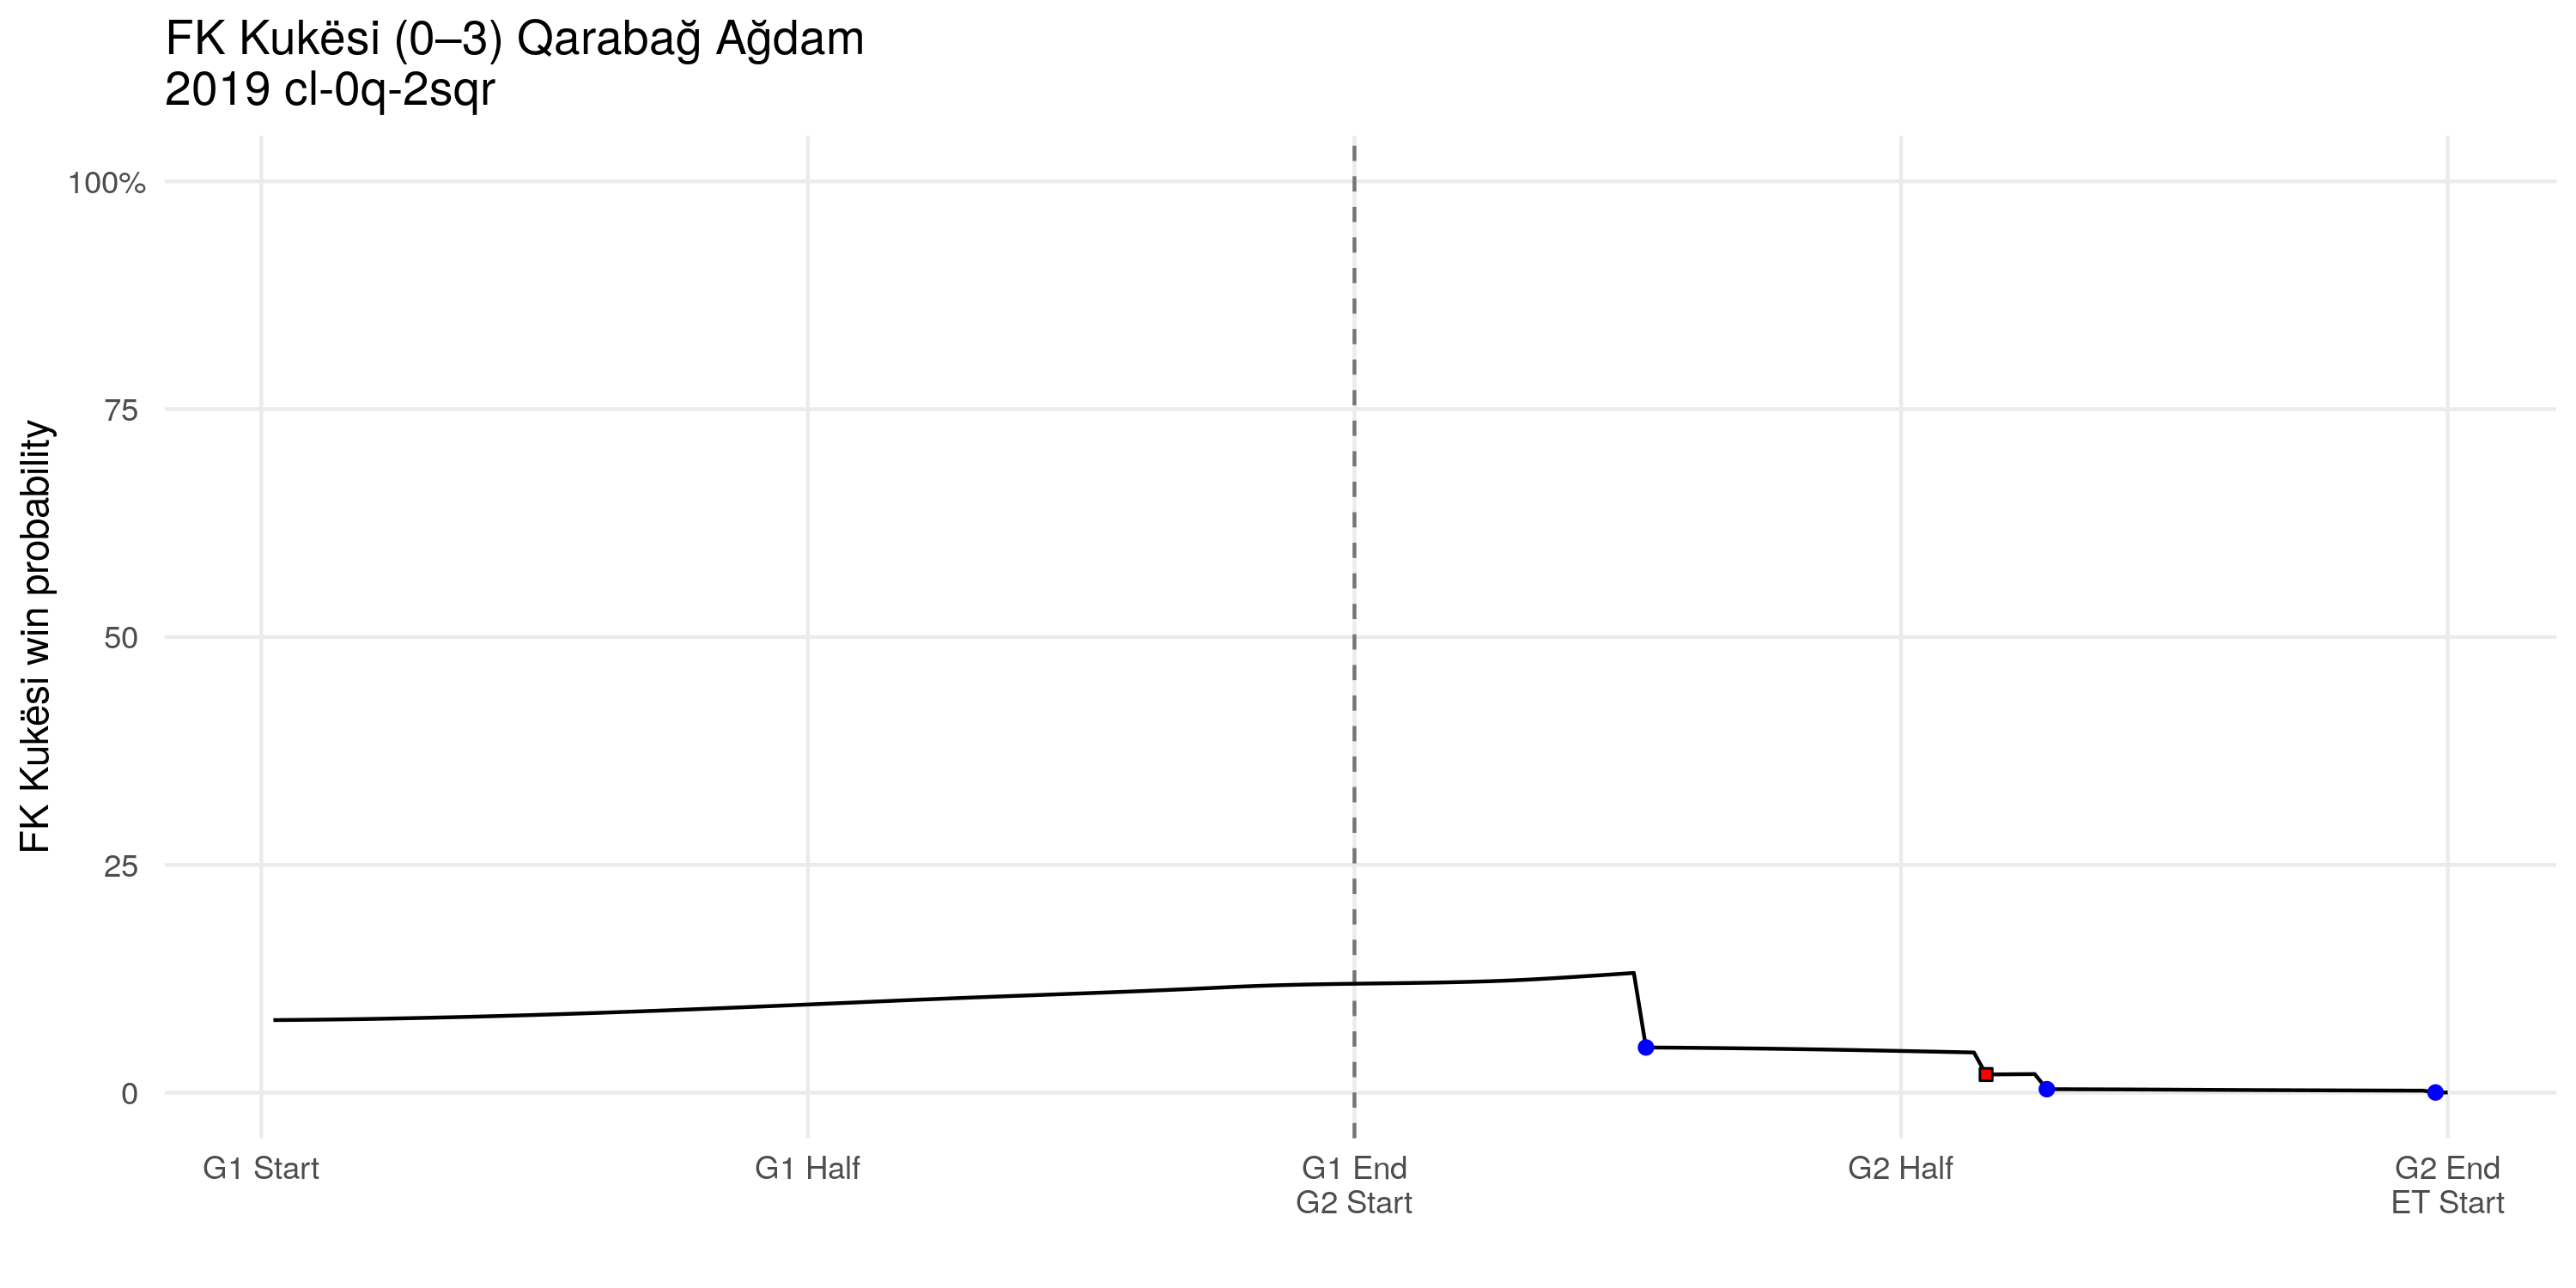 FK Kukësi (0–3) Qarabağ Ağdam
2019 cl-0q-2sqr
FK Kukësi win probability
100%
75
50
25
0
G1 Start
G1 Half
G1 End
G2 Start
G2 Half
G2 End
ET Start